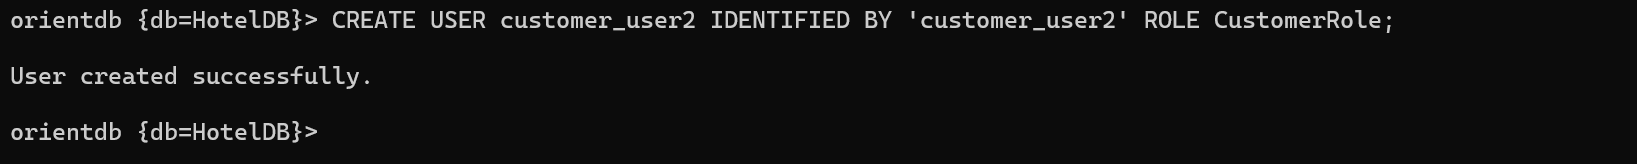 orientdb {db=HotelDB}> CREATE USER customer_user2 IDENTIFIED BY 'customer_user2' ROLE CustomerRole;
User created successfully.
orientdb {db=HotelDB}>